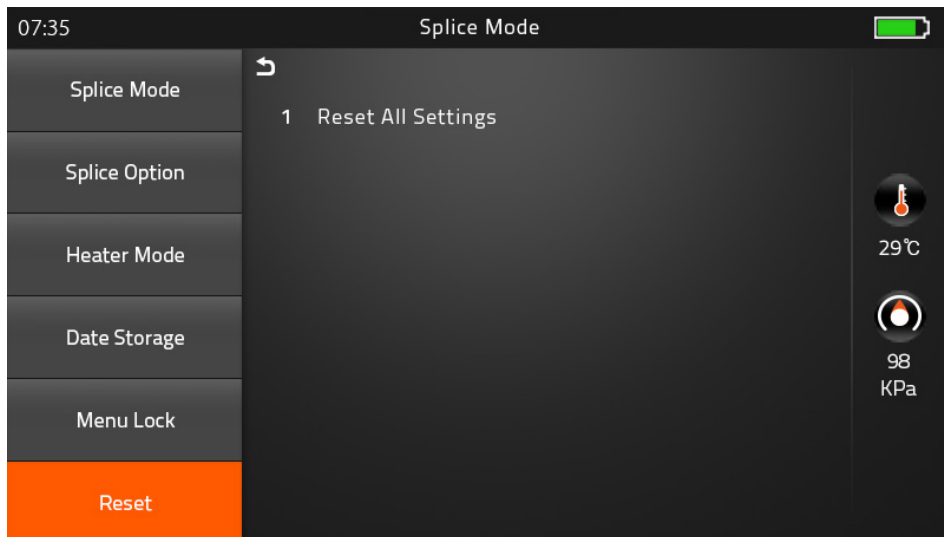 07:35
Splice Mode
Splice Mode
Splice Option
Heater Mode
Date Storage
Menu Lock
Reset
1 Reset All Settings
29℃
98
KPa